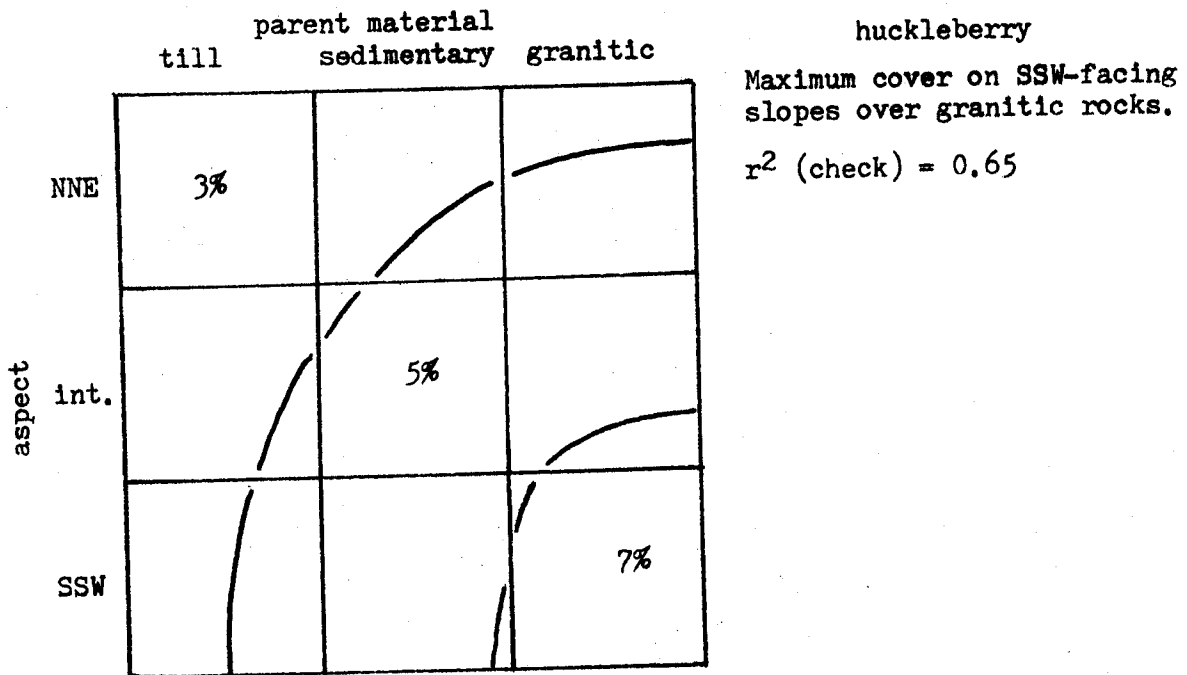 parent material
till sedimentary granitic
huckleberry
Maximum cover on SSW-facing
slopes over granitic rocks.
r² (check) = 0.65
NNE
3%
aspect
int.
5%
SSW
7%